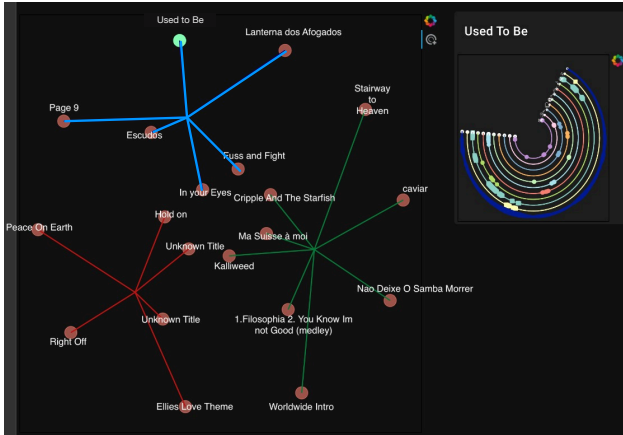 Used to Be
Lanterna dos Afogados
Used To Be
Stairway
to
Heaven
Page 9
Escudos
Fuss and Fight
In your Eyes
Cripple And The Starfish
caviar
Hold on
Peace On Earth
Ma Suisse à moi
Unknown Title
Kalliweed
Nao Deixe O Samba Morrer
Unknown Title
1.Filosophia 2. You Know Im
not Good (medley)
Right Off
Ellies Love Theme
Worldwide Intro